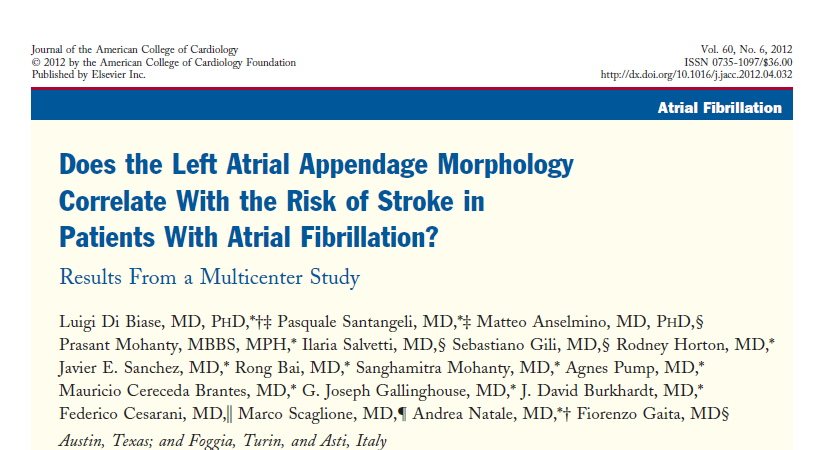 Journal of the American College of Cardiology
© 2012 by the American College of Cardiology Foundation
Published by Elsevier Inc.
Vol. 60, No. 6, 2012
ISSN 0735-1097/$36.00
http://dx.doi.org/10.1016/j.jacc.2012.04.032
Atrial Fibrillation
Does the Left Atrial Appendage Morphology
Correlate With the Risk of Stroke in
Patients With Atrial Fibrillation?
Results From a Multicenter Study
Luigi Di Biase, MD, PHD,*†‡ Pasquale Santangeli, MD,*‡ Matteo Anselmino, MD, PHD,§
Prasant Mohanty, MBBS, MPH,* Ilaria Salvetti, MD,§ Sebastiano Gili, MD,§ Rodney Horton, MD,*
Javier E. Sanchez, MD,* Rong Bai, MD,* Sanghamitra Mohanty, MD,* Agnes Pump, MD,*
Mauricio Cereceda Brantes, MD,* G. Joseph Gallinghouse, MD,* J. David Burkhardt, MD,*
Federico Cesarani, MD,‖ Marco Scaglione, MD,¶ Andrea Natale, MD,*† Fiorenzo Gaita, MD§
Austin, Texas; and Foggia, Turin, and Asti, Italy